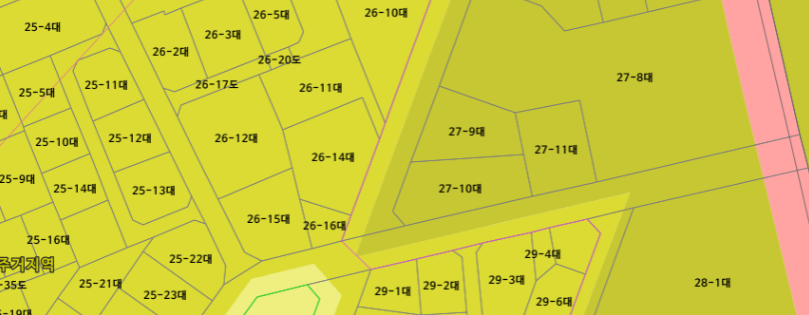 25-4대
26-5대
26-10대
26-3대
26-2대
26-20도
27-8대
25-11대
26-17도
25-5대
26-11대
대
27-9대
25-10대
25-12대
26-12대
27-11대
26-14대
25-9대
25-14대
25-13대
27-10대
26-15대
26-16대
25-16대
29-4대
25-22대
주거지역
-35도
25-21대
29-3대
28-1대
29-2대
29-1대
25-23대
29-6대
-19대